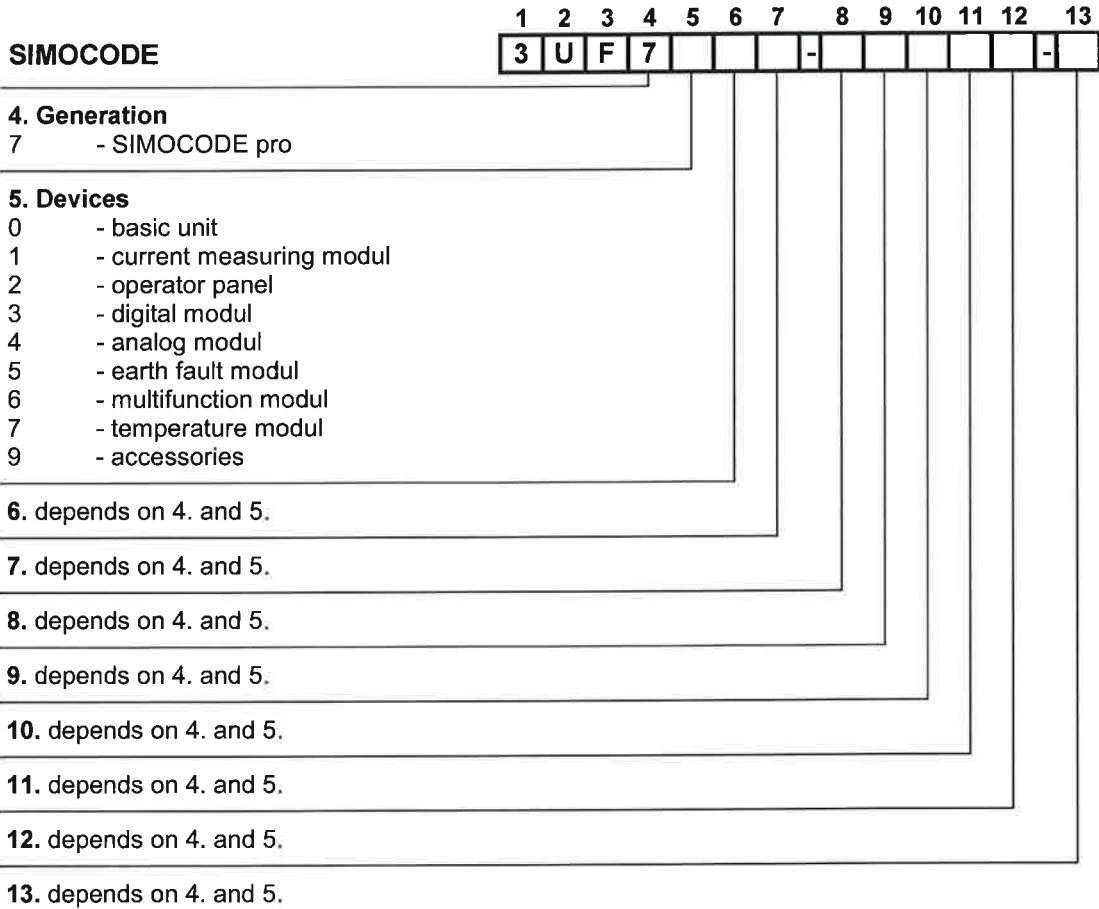 1 2 3 4 5 6 7 8 9 10 11 12 13
SIMOCODE 3 U F 7 - -
4. Generation
7 - SIMOCODE pro
5. Devices
0 - basic unit
1 - current measuring modul
2 - operator panel
3 - digital modul
4 - analog modul
5 - earth fault modul
6 - multifunction modul
7 - temperature modul
9 - accessories
6. depends on 4. and 5.
7. depends on 4. and 5.
8. depends on 4. and 5.
9. depends on 4. and 5.
10. depends on 4. and 5.
11. depends on 4. and 5.
12. depends on 4. and 5.
13. depends on 4. and 5.